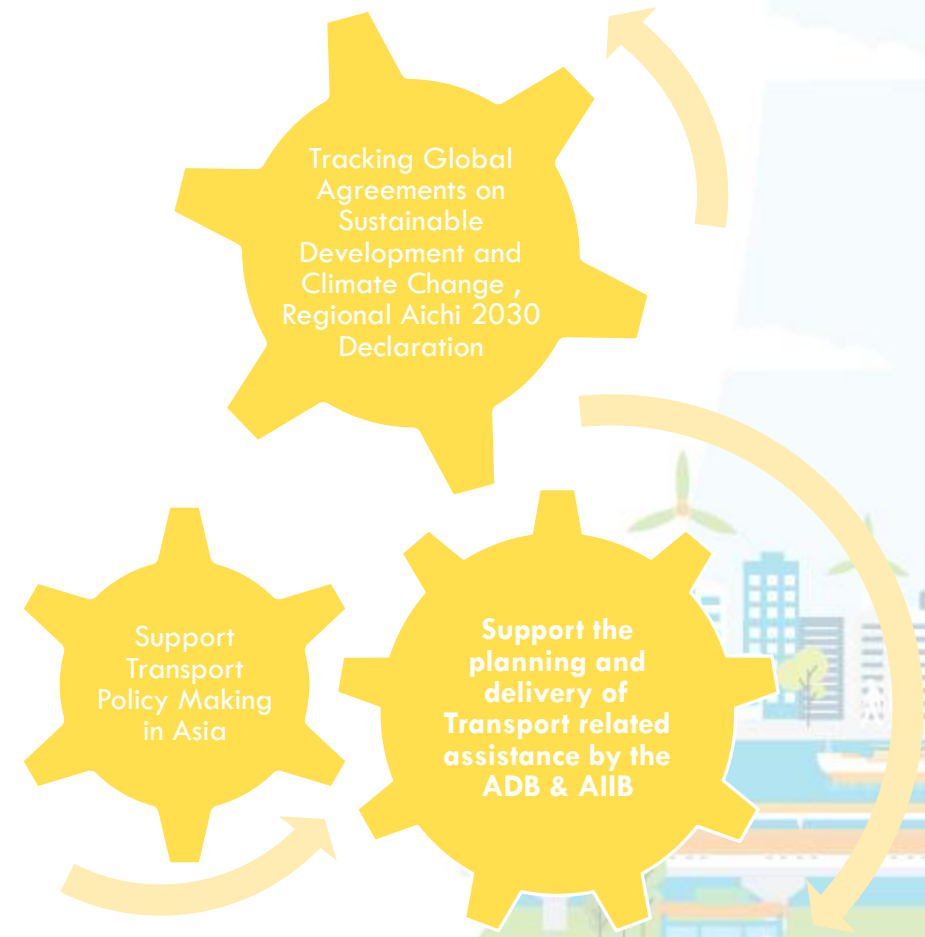 Tracking Global
Agreements on
Sustainable
Development and
Climate Change ,
Regional Aichi 2030
Declaration
Support
Transport
Policy Making
in Asia
Support the
planning and
delivery of
Transport related
assistance by the
ADB & AIIB